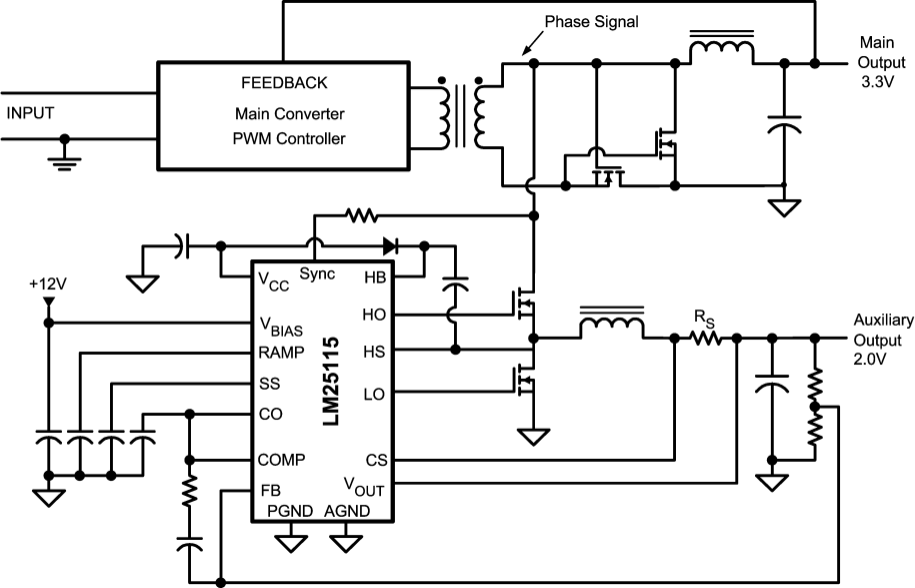 Phase Signal
Main
Output
3.3V
FEEDBACK
Main Converter
PWM Controller
INPUT
+12V
VCC
Sync
HB
HO
VBIAS
RAMP
HS
SS
LO
CO
LM25115
COMP
CS
FB
VOUT
PGND
AGND
RS
Auxiliary
Output
2.0V